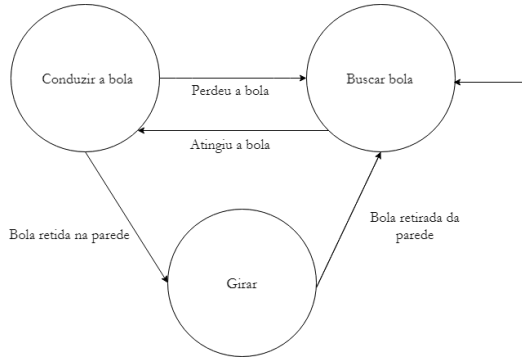 Conduzir a bola
Perdeu a bola
Buscar bola
Atingiu a bola
Bola retida na parede
Girar
Bola retirada da
parede